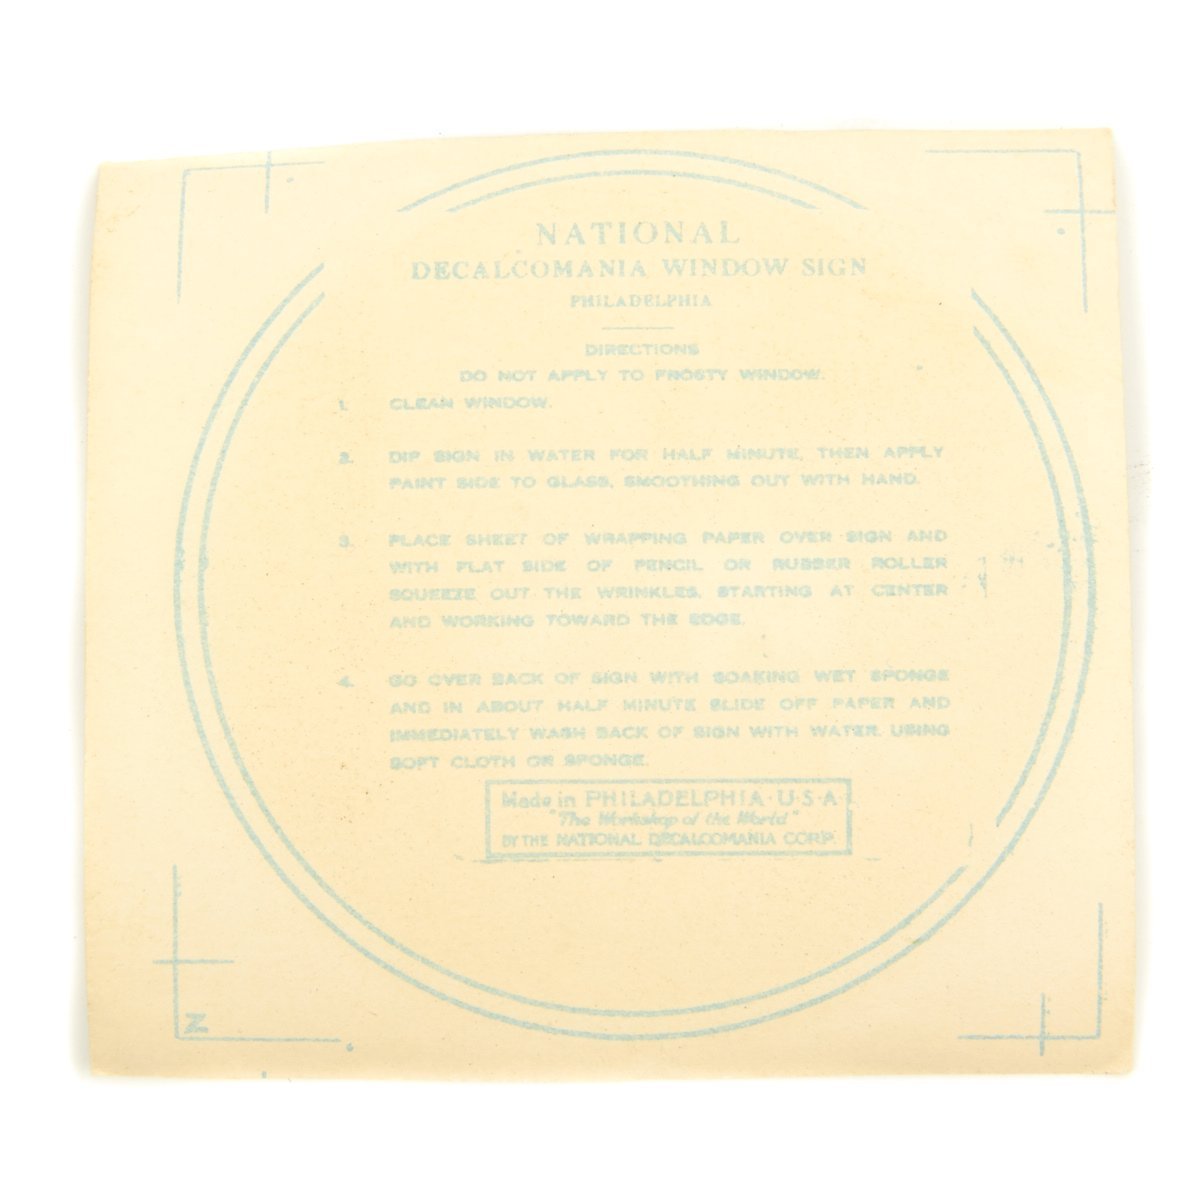 NATIONAL
DECALCOMANIA WINDOW SIGN
PHILADELPHIA
DIRECTIONS
DO NOT APPLY TO FROSTY WINDOW.
1. CLEAN WINDOW.
2. DIP SIGN IN WATER FOR HALF MINUTE, THEN APPLY
PAINT SIDE TO GLASS, SMOOTHING OUT WITH HAND.
3. PLACE SHEET OF WRAPPING PAPER OVER SIGN AND
WITH FLAT SIDE OF PENCIL OR RUBBER ROLLER
SQUEEZE OUT THE WRINKLES, STARTING AT CENTER
AND WORKING TOWARD THE EDGE.
4. GO OVER BACK OF SIGN WITH SOAKING WET SPONGE
AND IN ABOUT HALF MINUTE SLIDE OFF PAPER AND
IMMEDIATELY WASH BACK OF SIGN WITH WATER, USING
SOFT CLOTH OR SPONGE.
Made in PHILADELPHIA·U·S·A
"The Workshop of the World"
BY THE NATIONAL DECALCOMANIA CORP.
Z